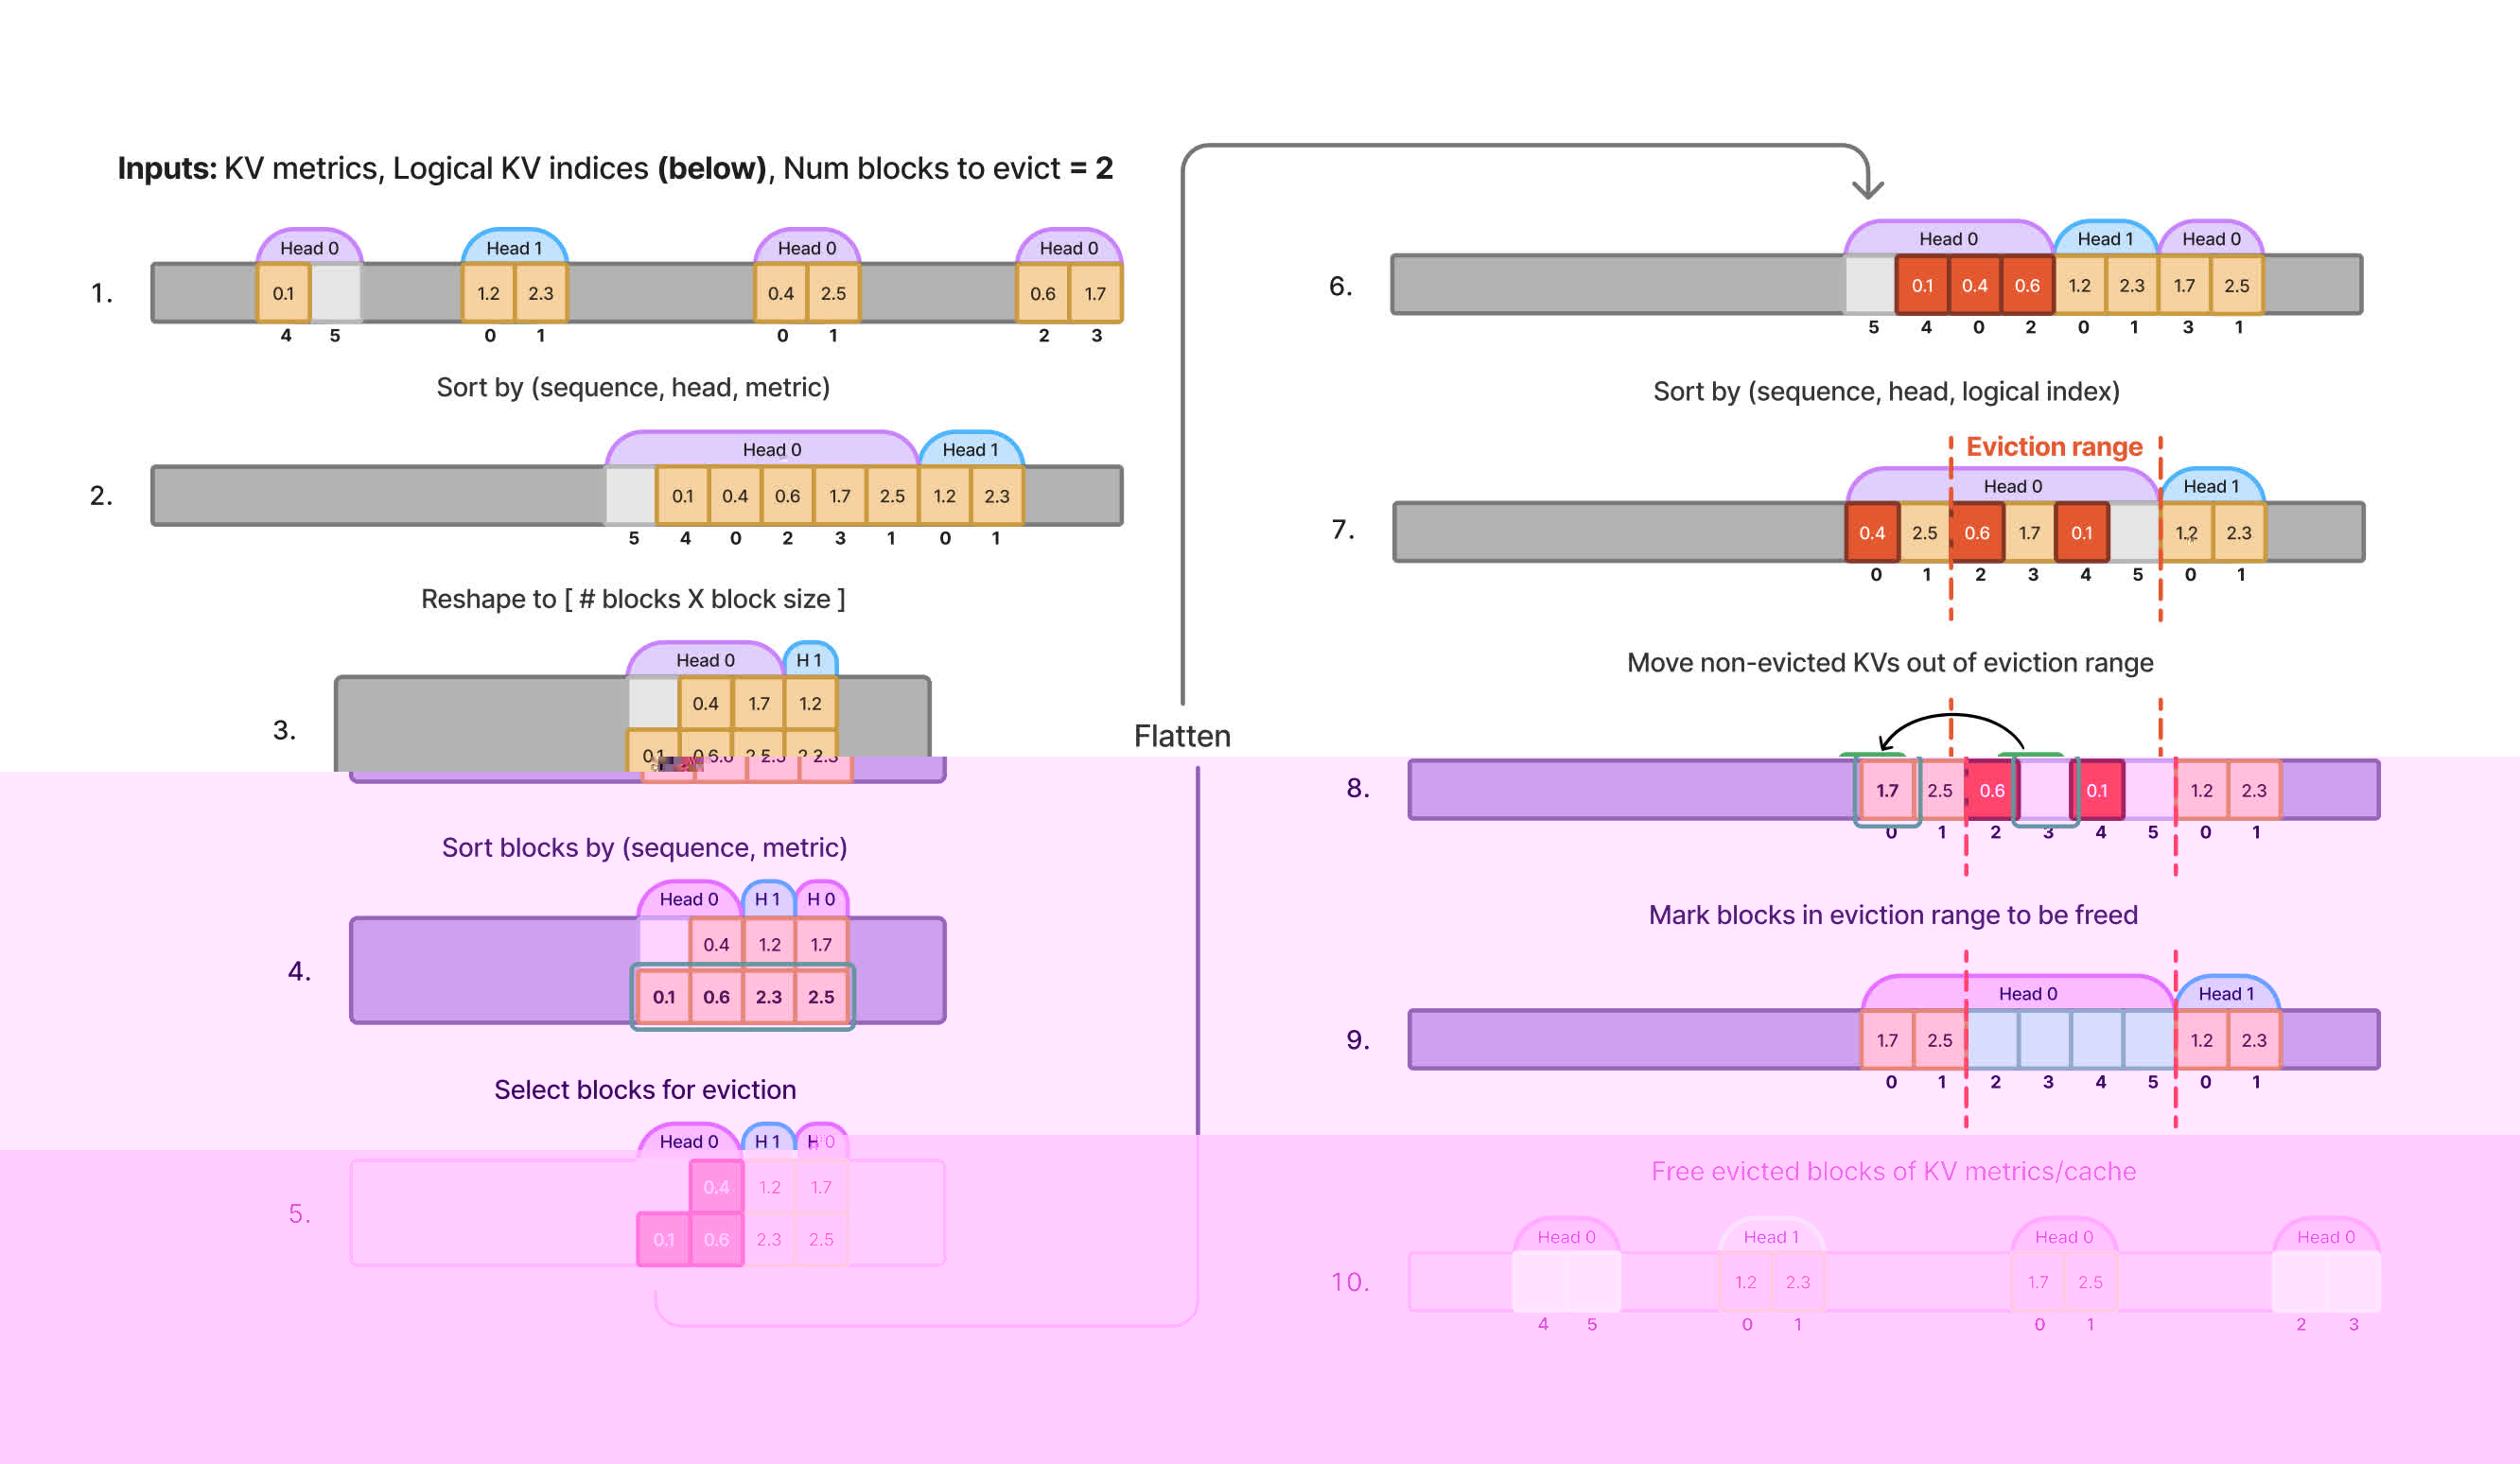 Inputs: KV metrics, Logical KV indices (below), Num blocks to evict = 2
Head 0 Head 1 Head 0 Head 0
1. 0.1 1.2 2.3 0.4 2.5 0.6 1.7
4 5 0 1 0 1 2 3
Sort by (sequence, head, metric)
Head 0 Head 1
2. 0.1 0.4 0.6 1.7 2.5 1.2 2.3
5 4 0 2 3 1 0 1
Reshape to [ # blocks X block size ]
Head 0 H 1
0.4 1.7 1.2
3.
0.1 0.6 2.5 2.3
Sort blocks by (sequence, metric)
Head 0 H 1 H 0
0.4 1.2 1.7
4.
0.1 0.6 2.3 2.5
Select blocks for eviction
Head 0 H 1 H 0
0.4 1.2 1.7
5.
0.1 0.6 2.3 2.5
Flatten
Head 0 Head 1 Head 0
6. 0.1 0.4 0.6 1.2 2.3 1.7 2.5
5 4 0 2 0 1 3 1
Sort by (sequence, head, logical index)
Eviction range
Head 0 Head 1
7. 0.4 2.5 0.6 1.7 0.1 1.2 2.3
0 1 2 3 4 5 0 1
Move non-evicted KVs out of eviction range
8. 1.7 2.5 0.6 0.1 1.2 2.3
0 1 2 3 4 5 0 1
Mark blocks in eviction range to be freed
Head 0 Head 1
9. 1.7 2.5 1.2 2.3
0 1 2 3 4 5 0 1
Free evicted blocks of KV metrics/cache
Head 0 Head 1 Head 0 Head 0
10. 1.2 2.3 1.7 2.5
4 5 0 1 0 1 2 3